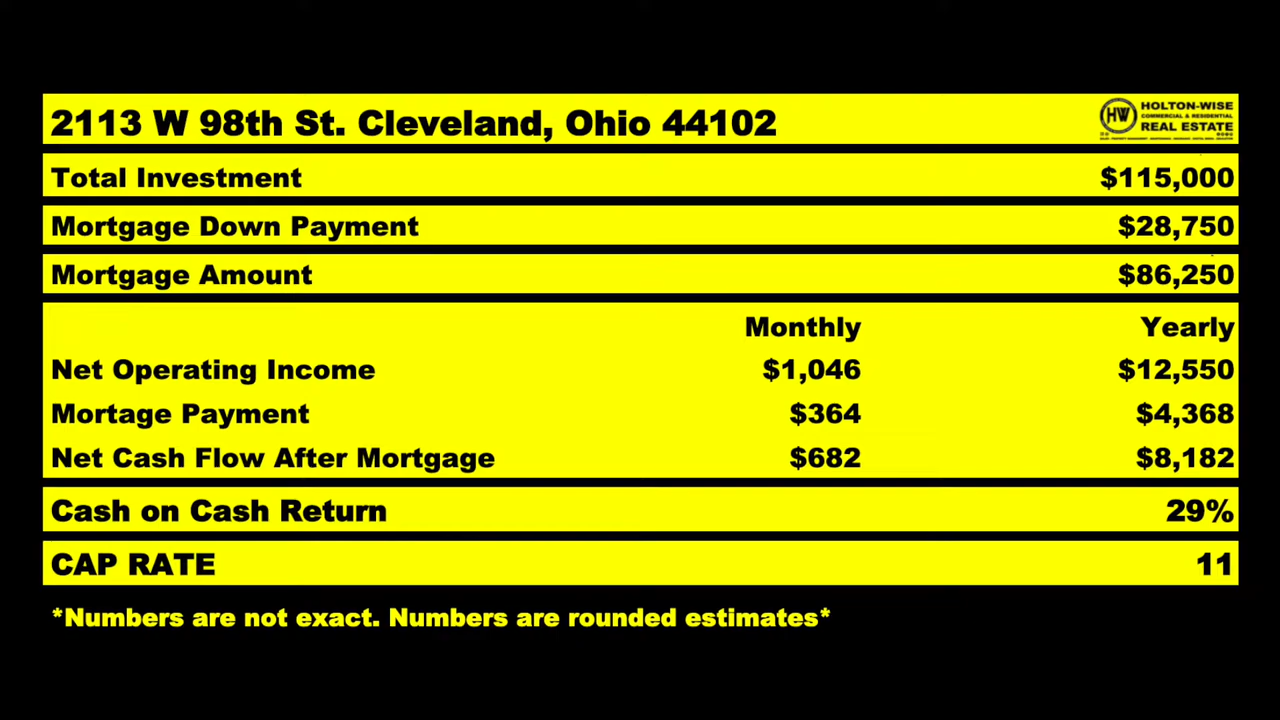 2113 W 98th St. Cleveland, Ohio 44102
HW
HOLTON-WISE
COMMERCIAL & RESIDENTIAL
REAL ESTATE
Total Investment $115,000
Mortgage Down Payment $28,750
Mortgage Amount $86,250
Monthly Yearly
Net Operating Income $1,046 $12,550
Mortage Payment $364 $4,368
Net Cash Flow After Mortgage $682 $8,182
Cash on Cash Return 29%
CAP RATE 11
*Numbers are not exact. Numbers are rounded estimates*